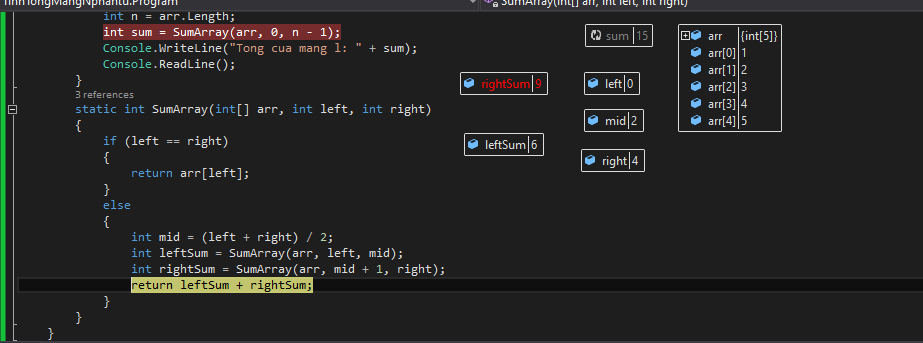 TinhTongMangNphantu.Program
SumArray(int[] arr, int left, int right)
int n = arr.Length;
int sum = SumArray(arr, 0, n - 1);
Console.WriteLine("Tong cua mang l: " + sum);
Console.ReadLine();
}
3 references
static int SumArray(int[] arr, int left, int right)
{
if (left == right)
{
return arr[left];
}
else
{
int mid = (left + right) / 2;
int leftSum = SumArray(arr, left, mid);
int rightSum = SumArray(arr, mid + 1, right);
return leftSum + rightSum;
}
}
}
sum 15
rightSum 9
left 0
mid 2
leftSum 6
right 4
arr {int[5]}
arr[0] 1
arr[1] 2
arr[2] 3
arr[3] 4
arr[4] 5